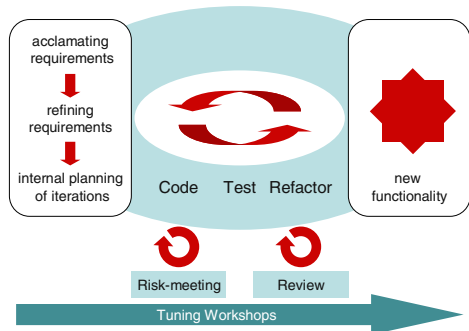 acclamating
requirements
refining
requirements
internal planning
of iterations
Code Test Refactor
new
functionality
Risk-meeting
Review
Tuning Workshops